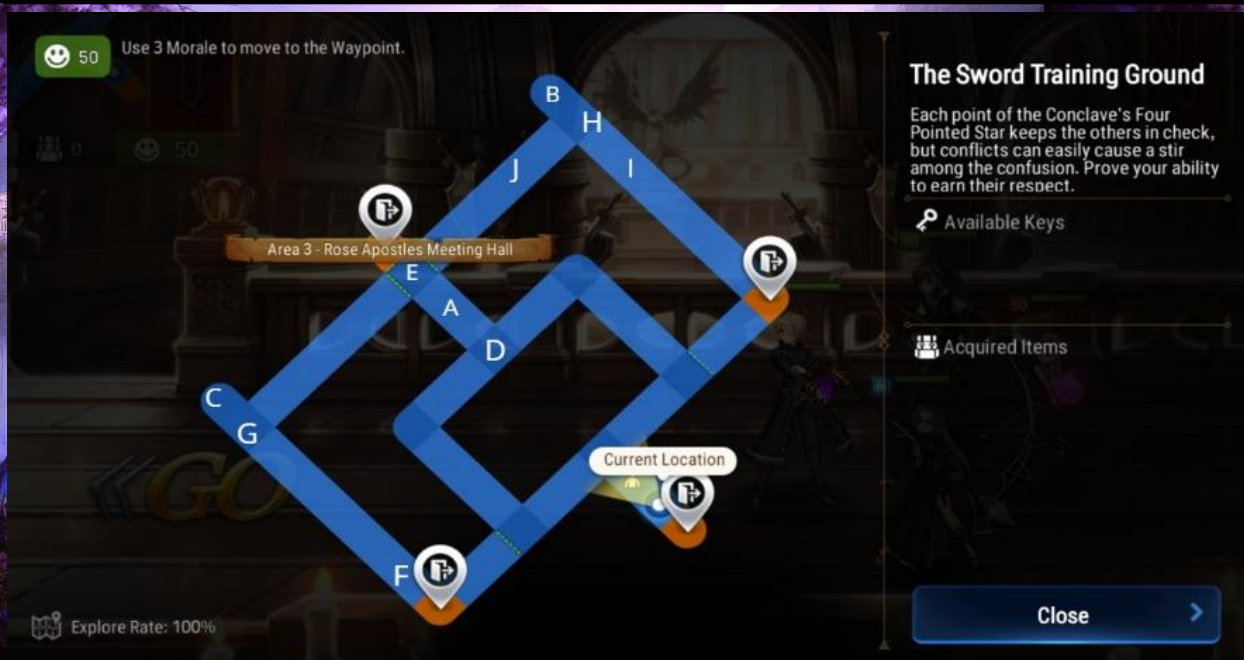 50
Use 3 Morale to move to the Waypoint.
0
50
B
H
J
I
Area 3 - Rose Apostles Meeting Hall
E
A
D
C
G
GO
F
Current Location
Explore Rate: 100%
The Sword Training Ground
Each point of the Conclave's Four
Pointed Star keeps the others in check,
but conflicts can easily cause a stir
among the confusion. Prove your ability
to earn their respect.
Available Keys
50
Acquired Items
60
Close